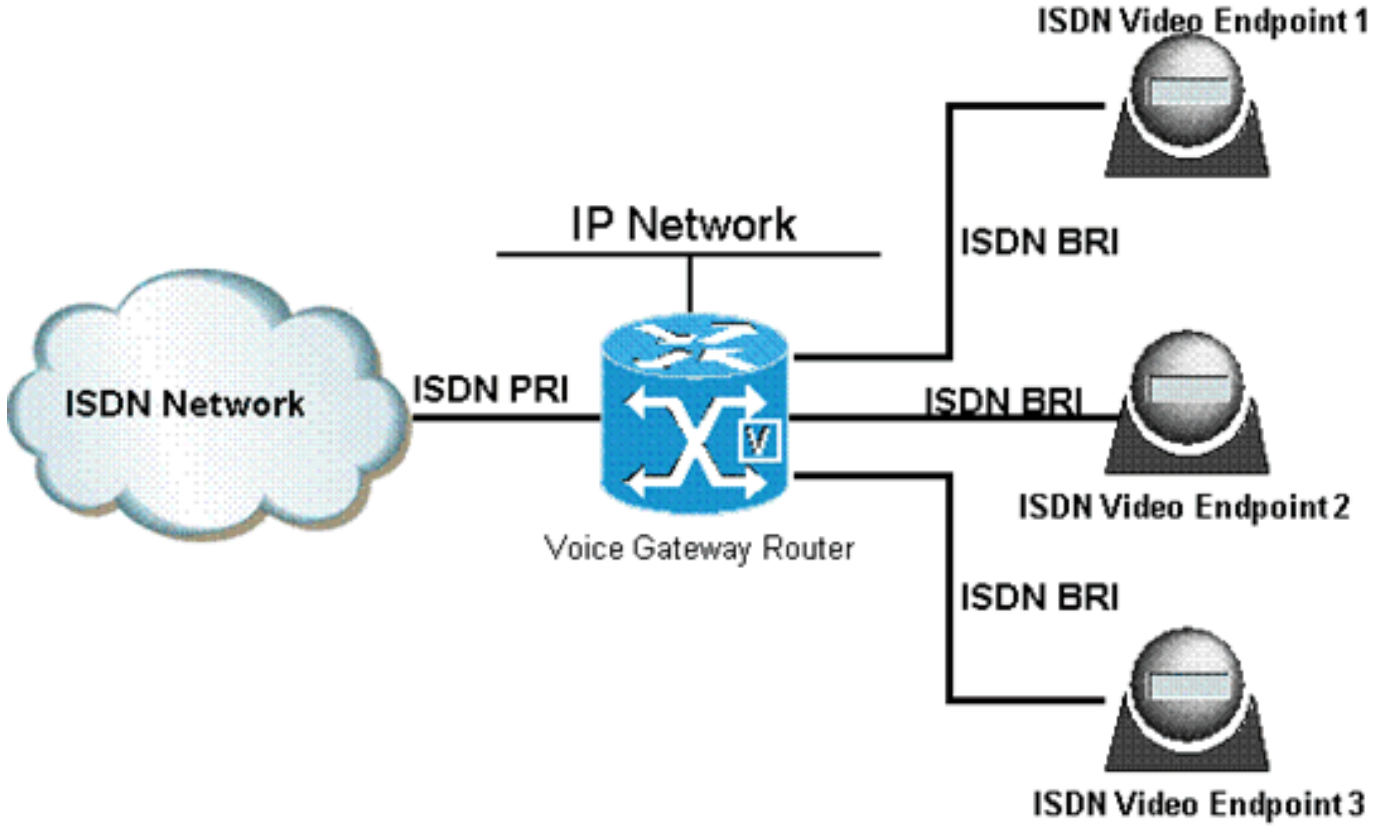 ISDN Video Endpoint 1
IP Network
ISDN BRI
ISDN Network
ISDN PRI
V
ISDN BRI
ISDN Video Endpoint 2
Voice Gateway Router
ISDN BRI
ISDN Video Endpoint 3